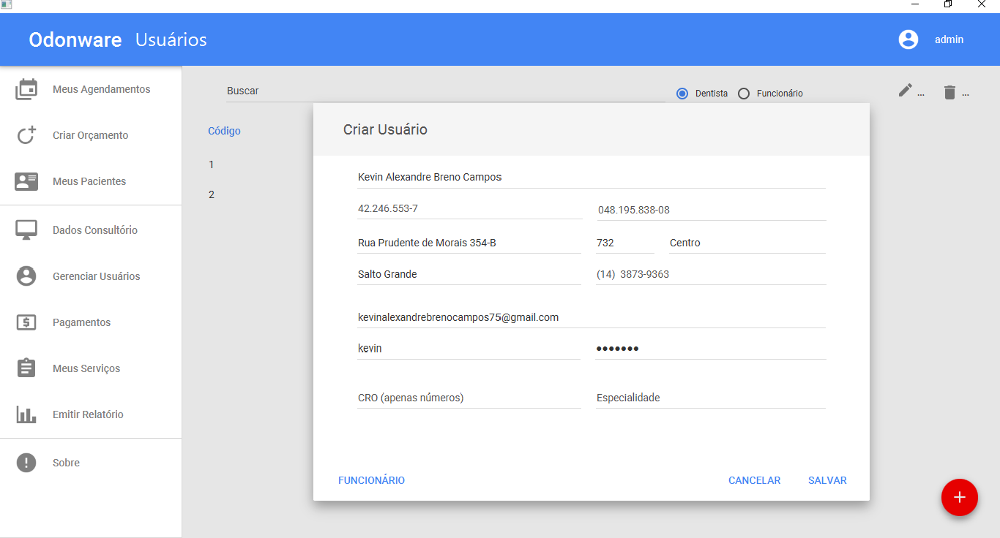 Odonware Usuários
admin
Meus Agendamentos
Criar Orçamento
Meus Pacientes
Dados Consultório
Gerenciar Usuários
Pagamentos
Meus Serviços
Emitir Relatório
Sobre
Buscar
Dentista Funcionário
... ...
Código
1
2
Criar Usuário
Kevin Alexandre Breno Campos
42.246.553-7 048.195.838-08
Rua Prudente de Morais 354-B 732 Centro
Salto Grande (14) 3873-9363
kevinalexandrebrenocampos75@gmail.com
kevin •••••••
CRO (apenas números) Especialidade
FUNCIONÁRIO CANCELAR SALVAR